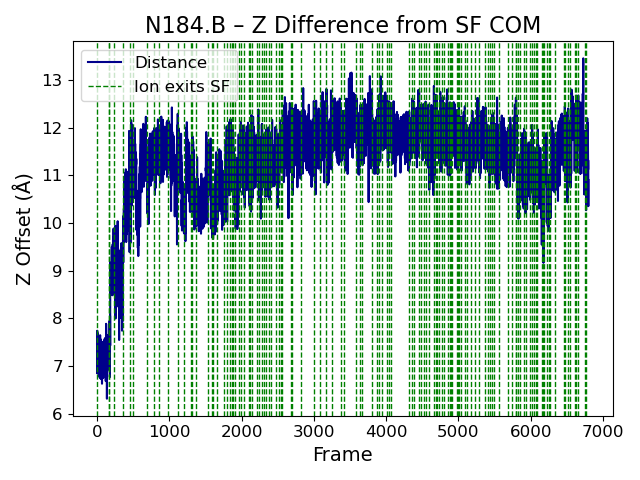 N184.B – Z Difference from SF COM
Distance
Ion exits SF
Z Offset (Å)
13
12
11
10
9
8
7
6
0 1000 2000 3000 4000 5000 6000 7000
Frame